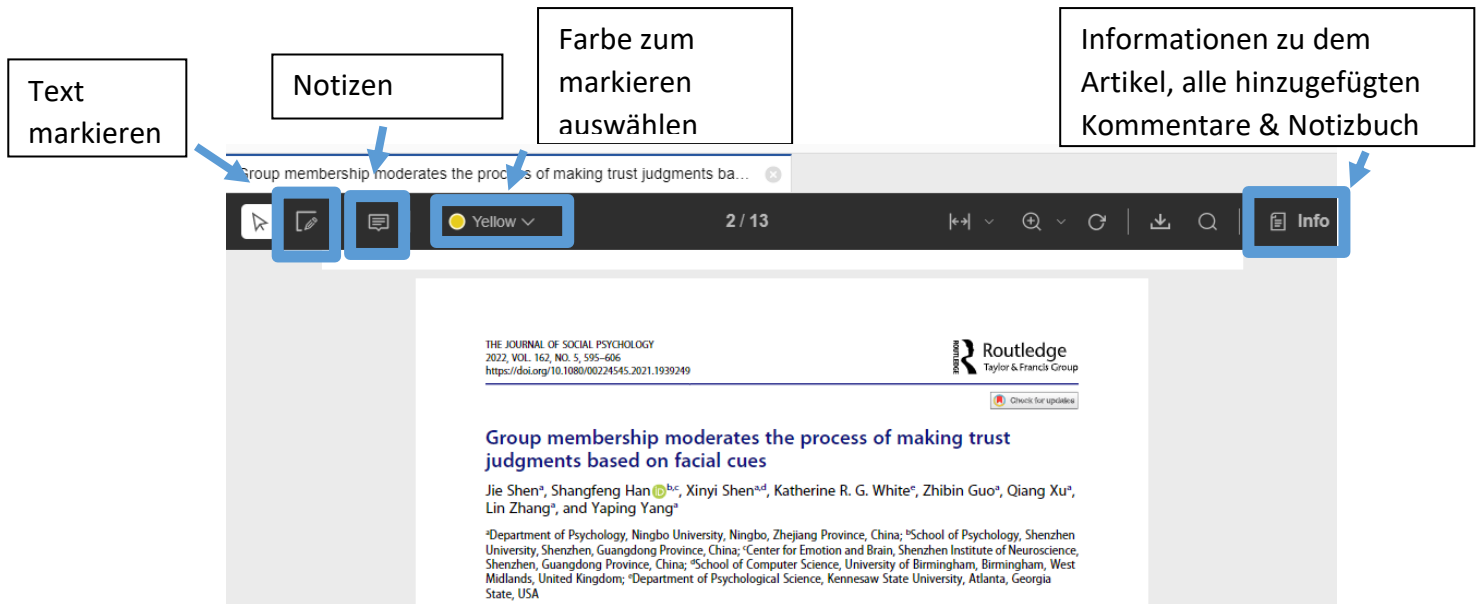 Text
markieren
Notizen
Farbe zum
markieren
auswählen
Informationen zu dem
Artikel, alle hinzugefügten
Kommentare & Notizbuch
Group membership moderates the process of making trust judgments ba...
Yellow
2 / 13
Info
THE JOURNAL OF SOCIAL PSYCHOLOGY
2022, VOL. 162, NO. 5, 595–606
https://doi.org/10.1080/00224545.2021.1939249
ROUTLEDGE
Routledge
Taylor & Francis Group
Check for updates
Group membership moderates the process of making trust
judgments based on facial cues
Jie Shenᵃ, Shangfeng Han iD ᵇ,ᶜ, Xinyi Shenᵃ,ᵈ, Katherine R. G. Whiteᵉ, Zhibin Guoᵃ, Qiang Xuᵃ,
Lin Zhangᵃ, and Yaping Yangᵃ
ᵃDepartment of Psychology, Ningbo University, Ningbo, Zhejiang Province, China; ᵇSchool of Psychology, Shenzhen
University, Shenzhen, Guangdong Province, China; ᶜCenter for Emotion and Brain, Shenzhen Institute of Neuroscience,
Shenzhen, Guangdong Province, China; ᵈSchool of Computer Science, University of Birmingham, Birmingham, West
Midlands, United Kingdom; ᵉDepartment of Psychological Science, Kennesaw State University, Atlanta, Georgia
State, USA